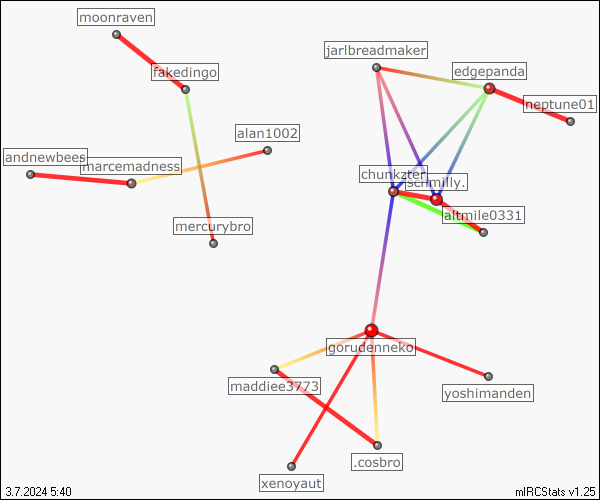 moonraven
jarlbreadmaker
fakedingo
edgepanda
neptune01
alan1002
andnewbees
marcemadness
chunkzter
schmilly.
altmile0331
mercurybro
gorudenneko
maddiee3773
yoshimanden
.cosbro
xenoyaut
3.7.2024 5:40
mIRCStats v1.25